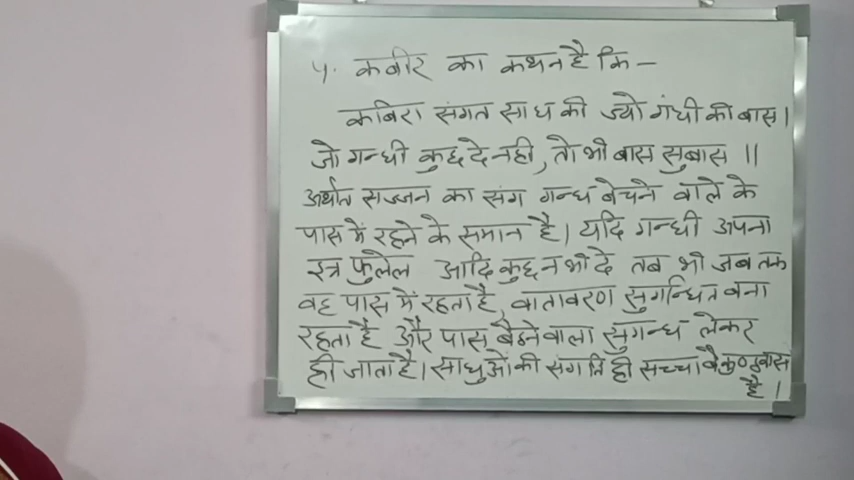 ५. कबीर का कथन है कि –
कबिरा संगत साध की ज्यों गंधी की बास।
जो गन्धी कुछ दे नही, तो भी बास सुबास ॥
अर्थात सज्जन का संग गन्ध बेचने वाले के
पास में रहने के समान है। यदि गन्धी अपना
इत्र फुलेल आदि कुछ न भी दे तब भी जब तक
वह पास में रहता है, वातावरण सुगन्धित बना
रहता है और पास बैठने वाला सुगन्ध लेकर
ही जाता है। साधुओं की संगति ही सच्चा वैकुण्ठवास
है।